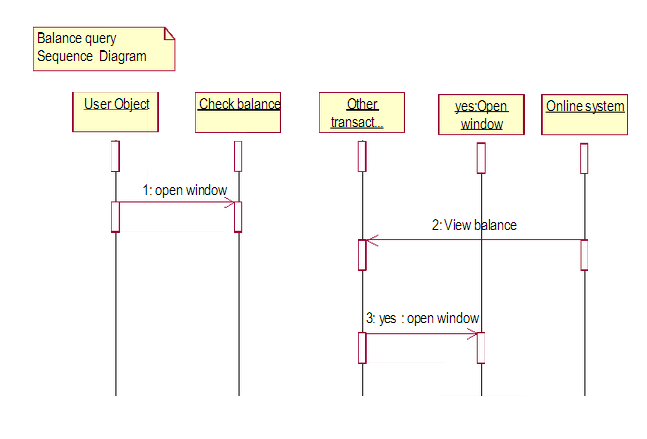 Balance query
Sequence Diagram
User Object
Check balance
Other
transact...
yes:Open
window
Online system
1: open window
2: View balance
3: yes : open window